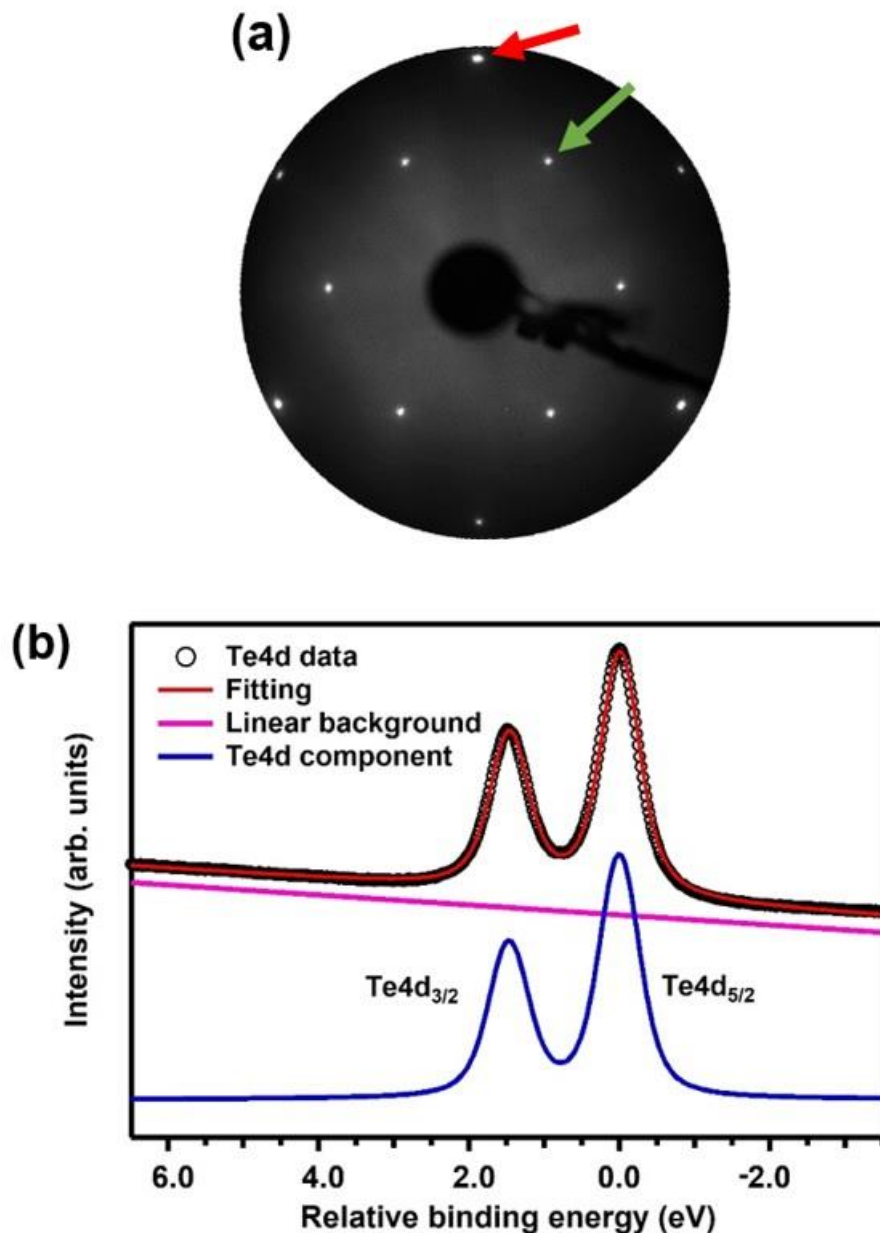 (a)
(b)
Te4d data
Fitting
Linear background
Te4d component
Intensity (arb. units)
Te4d3/2
Te4d5/2
6.0 4.0 2.0 0.0 -2.0
Relative binding energy (eV)